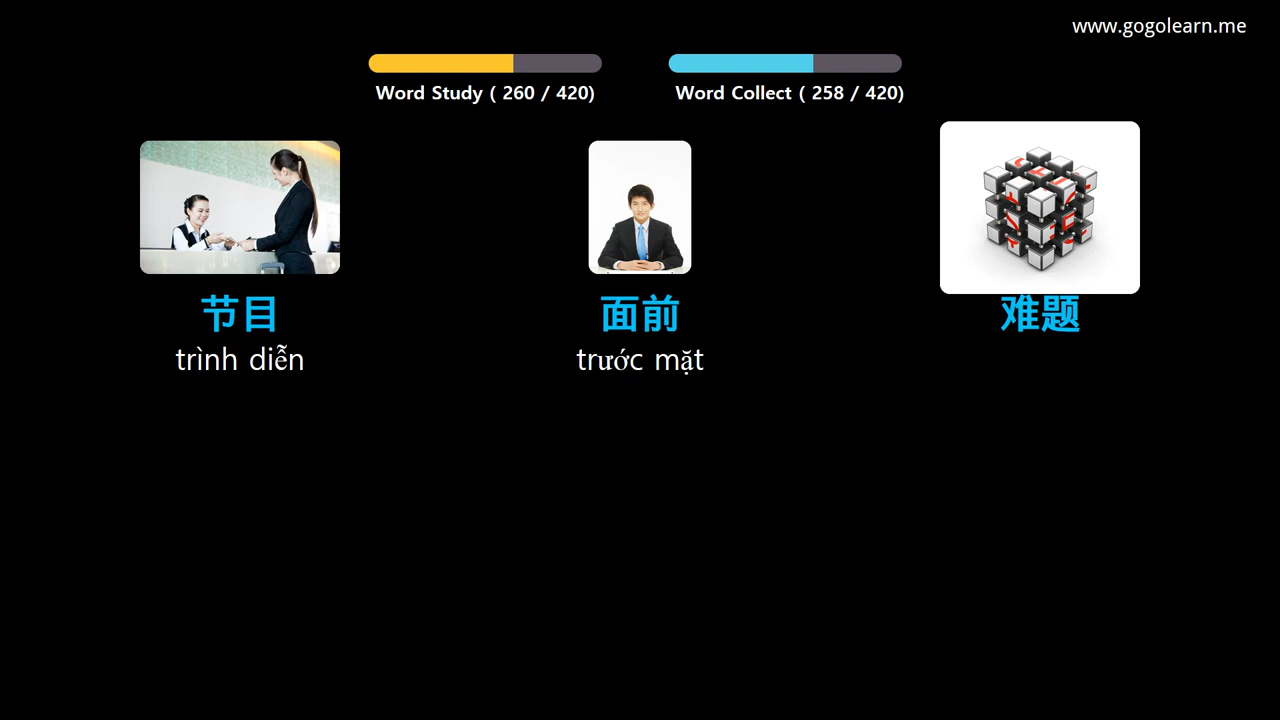 www.gogolearn.me
Word Study ( 260 / 420)
Word Collect ( 258 / 420)
节目
面前
难题
trình diễn
trước mặt